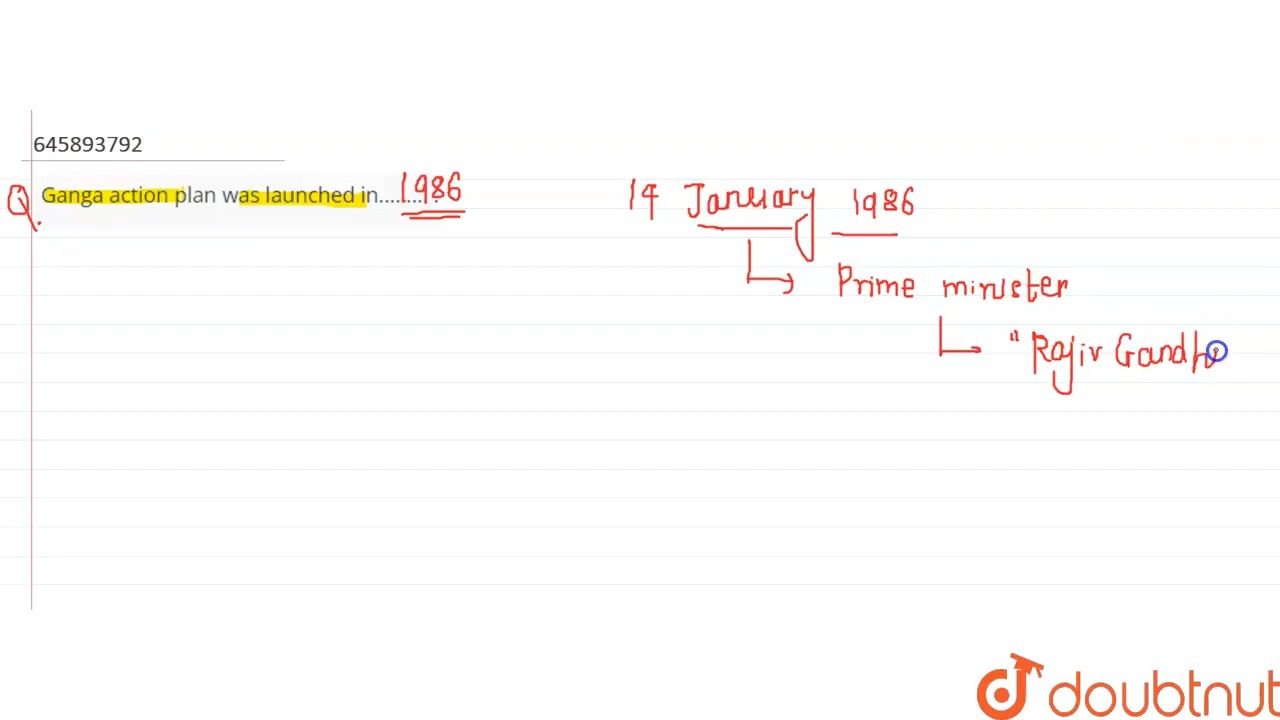 645893792
Q. Ganga action plan was launched in........ 1986
14 January 1986
Prime minister
"Rajiv Gandhi
doubtnut